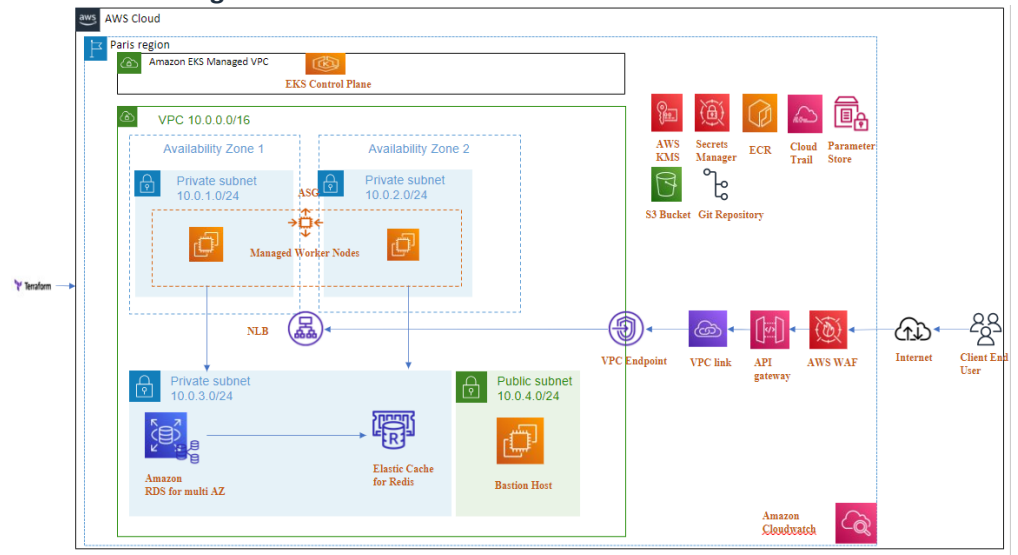 aws AWS Cloud
Paris region
Amazon EKS Managed VPC
EKS Control Plane
VPC 10.0.0.0/16
Availability Zone 1
Availability Zone 2
Private subnet
10.0.1.0/24
ASG
Private subnet
10.0.2.0/24
Managed Worker Nodes
AWS
KMS
Secrets
Manager
ECR
Cloud
Trail
Parameter
Store
S3 Bucket
Git Repository
Terraform
NLB
VPC Endpoint
VPC link
API
gateway
AWS WAF
Internet
Client End
User
Private subnet
10.0.3.0/24
Amazon
RDS for multi AZ
R
Elastic Cache
for Redis
Public subnet
10.0.4.0/24
Bastion Host
Amazon
Cloudwatch